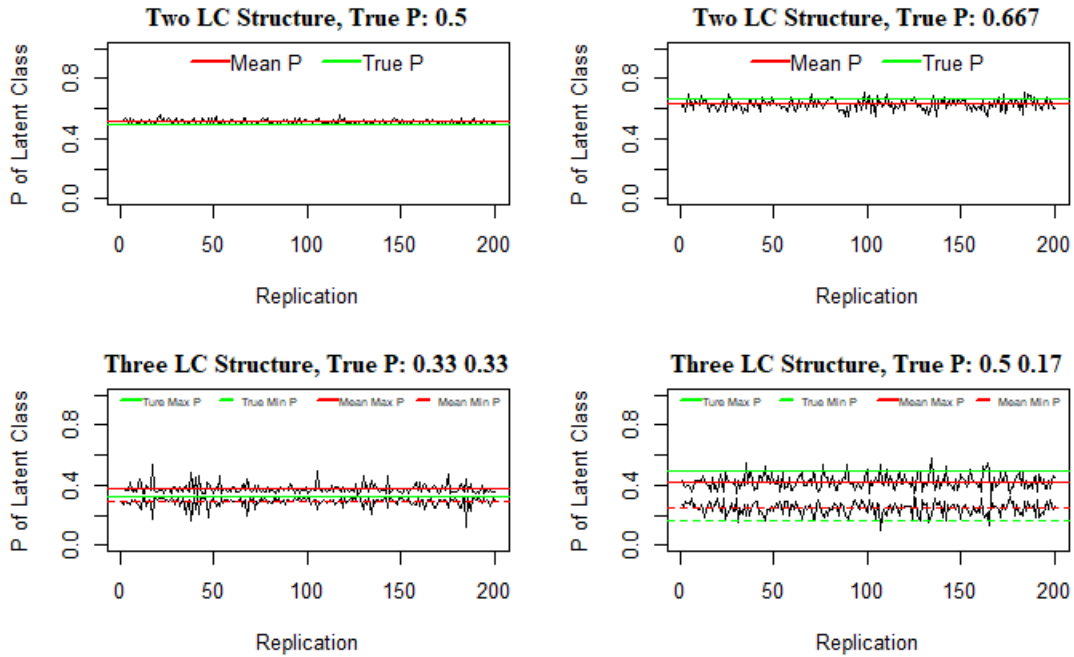 Two LC Structure, True P: 0.5
P of Latent Class
0.0 0.4 0.8
Mean P True P
0 50 100 150 200
Replication
Two LC Structure, True P: 0.667
P of Latent Class
0.0 0.4 0.8
Mean P True P
0 50 100 150 200
Replication
Three LC Structure, True P: 0.33 0.33
P of Latent Class
0.0 0.4 0.8
Ture Max P True Min P Mean Max P Mean Min P
0 50 100 150 200
Replication
Three LC Structure, True P: 0.5 0.17
P of Latent Class
0.0 0.4 0.8
Ture Max P True Min P Mean Max P Mean Min P
0 50 100 150 200
Replication